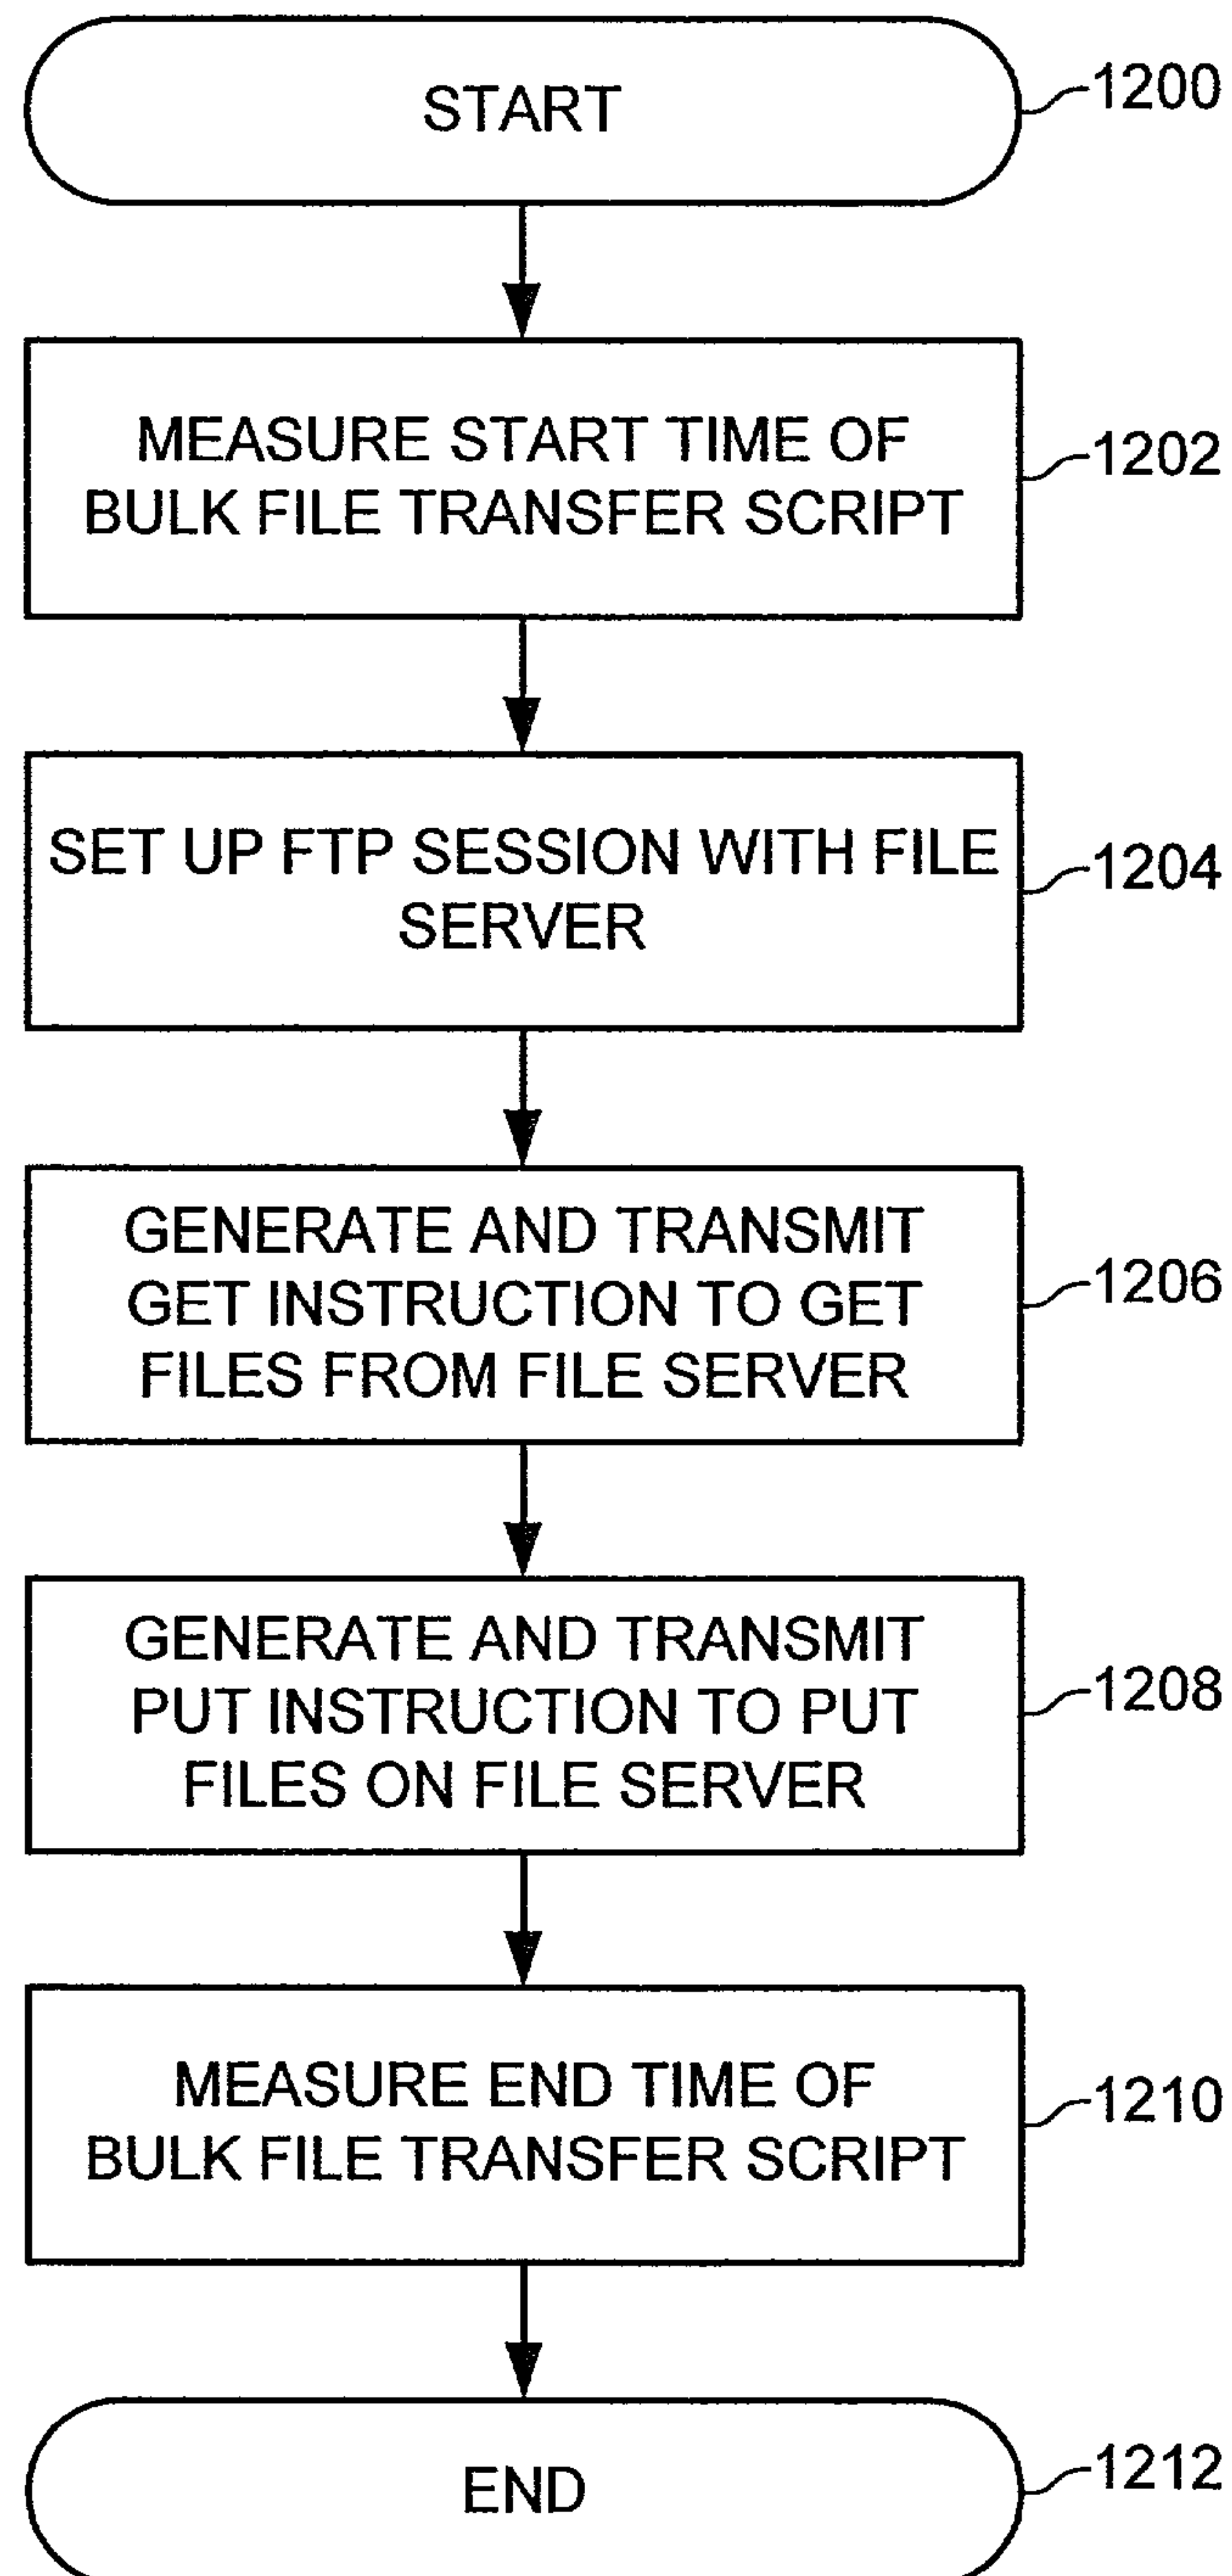 START
1200
MEASURE START TIME OF
BULK FILE TRANSFER SCRIPT
1202
SET UP FTP SESSION WITH FILE
SERVER
1204
GENERATE AND TRANSMIT
GET INSTRUCTION TO GET
FILES FROM FILE SERVER
1206
GENERATE AND TRANSMIT
PUT INSTRUCTION TO PUT
FILES ON FILE SERVER
1208
MEASURE END TIME OF
BULK FILE TRANSFER SCRIPT
1210
END
1212